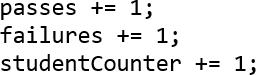 passes += 1;
failures += 1;
studentCounter += 1;